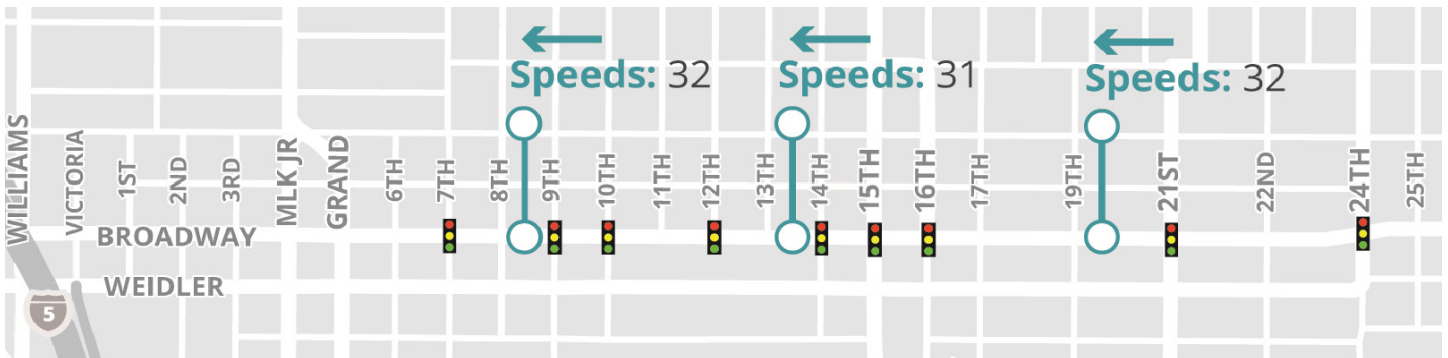 Speeds: 32
Speeds: 31
Speeds: 32
WILLIAMS
VICTORIA
1ST
2ND
3RD
MLK JR
GRAND
6TH
7TH
8TH
9TH
10TH
11TH
12TH
13TH
14TH
15TH
16TH
17TH
19TH
21ST
22ND
24TH
25TH
BROADWAY
WEIDLER
5